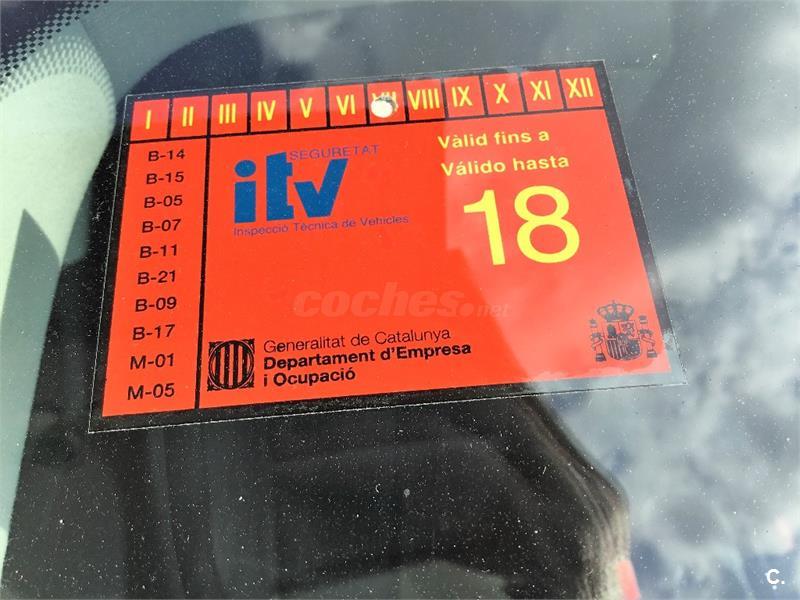 I II III IV V VI VII VIII IX X XI XII
B-14
B-15
B-05
B-07
B-11
B-21
B-09
B-17
M-01
M-05
SEGURETAT
itv
Inspecció Tècnica de Vehicles
Vàlid fins a
Válido hasta
18
coches.net
Generalitat de Catalunya
Departament d'Empresa
i Ocupació
C.